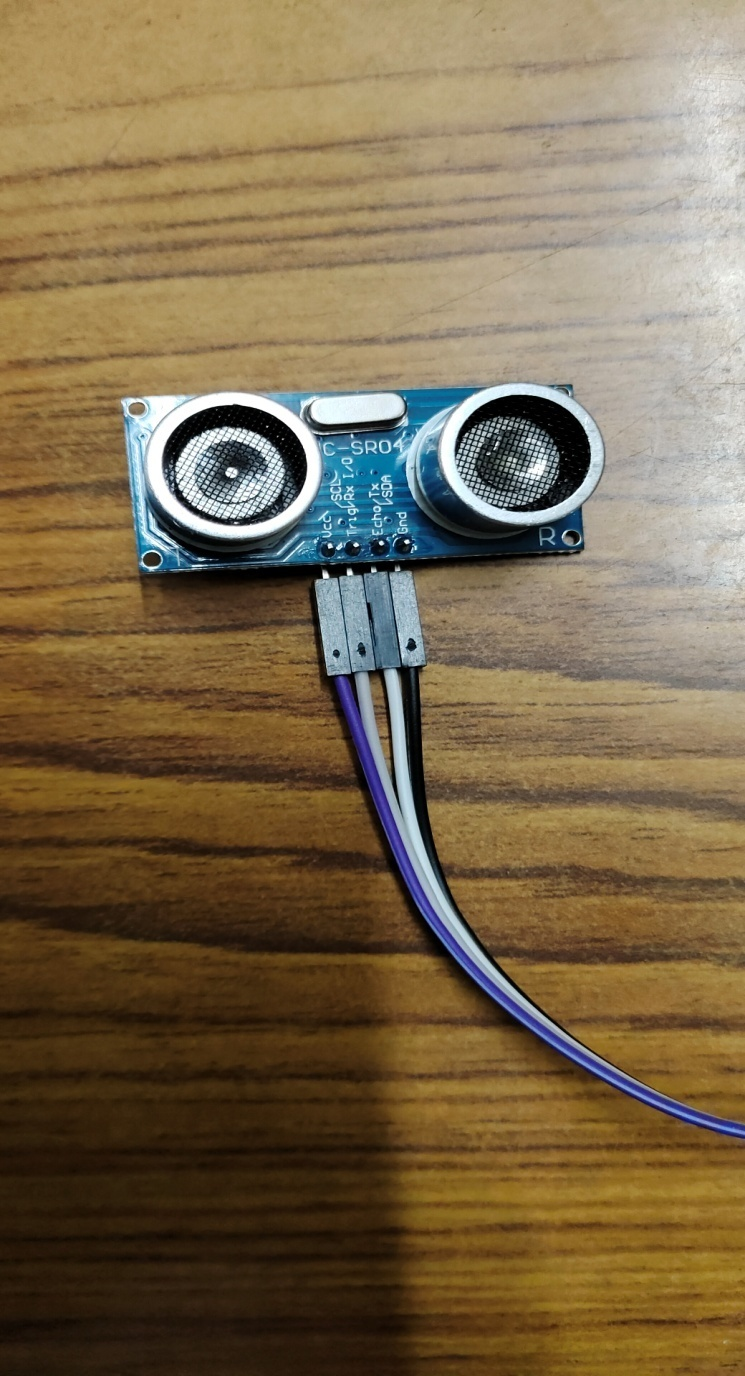 C-SR04
Vcc
Trig/Rx
/SCL
I/O
Echo/Tx
/SDA
Gnd
R